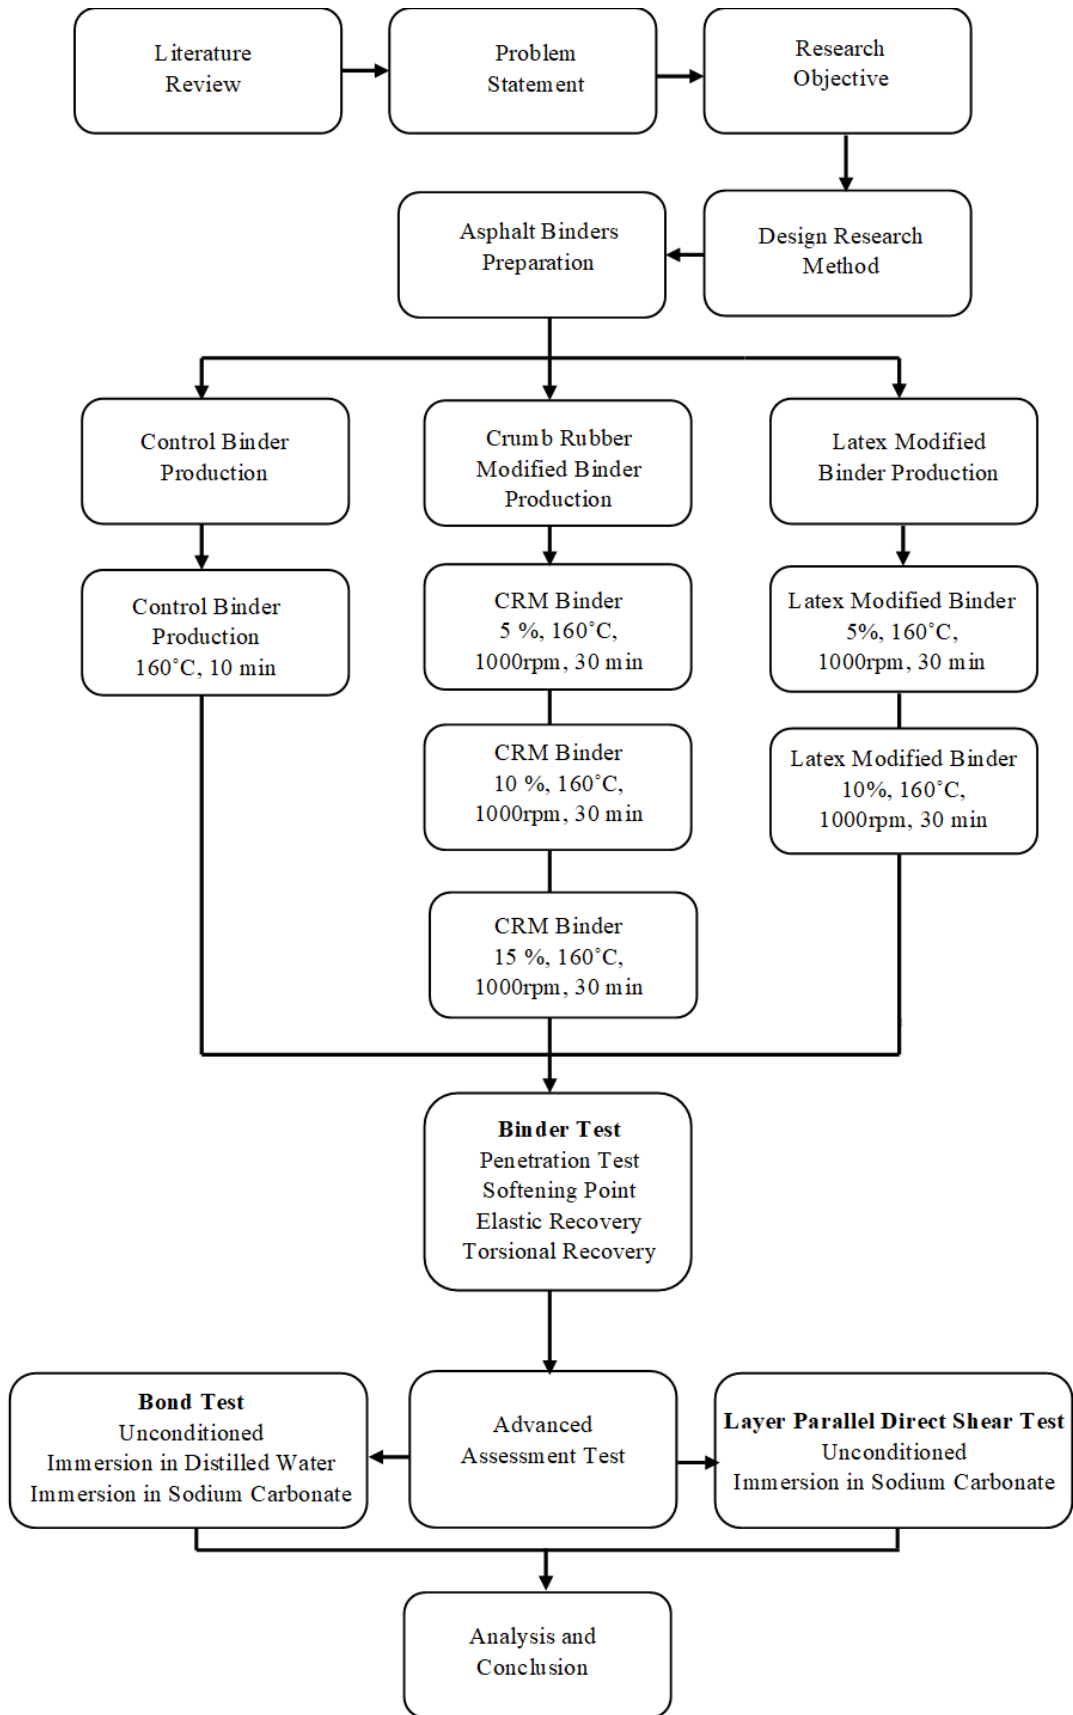 Literature
Review
Problem
Statement
Research
Objective
Asphalt Binders
Preparation
Design Research
Method
Control Binder
Production
Crumb Rubber
Modified Binder
Production
Latex Modified
Binder Production
Control Binder
Production
160˚C, 10 min
CRM Binder
5 %, 160˚C,
1000rpm, 30 min
Latex Modified Binder
5%, 160˚C,
1000rpm, 30 min
CRM Binder
10 %, 160˚C,
1000rpm, 30 min
Latex Modified Binder
10%, 160˚C,
1000rpm, 30 min
CRM Binder
15 %, 160˚C,
1000rpm, 30 min
Binder Test
Penetration Test
Softening Point
Elastic Recovery
Torsional Recovery
Bond Test
Unconditioned
Immersion in Distilled Water
Immersion in Sodium Carbonate
Advanced
Assessment Test
Layer Parallel Direct Shear Test
Unconditioned
Immersion in Sodium Carbonate
Analysis and
Conclusion